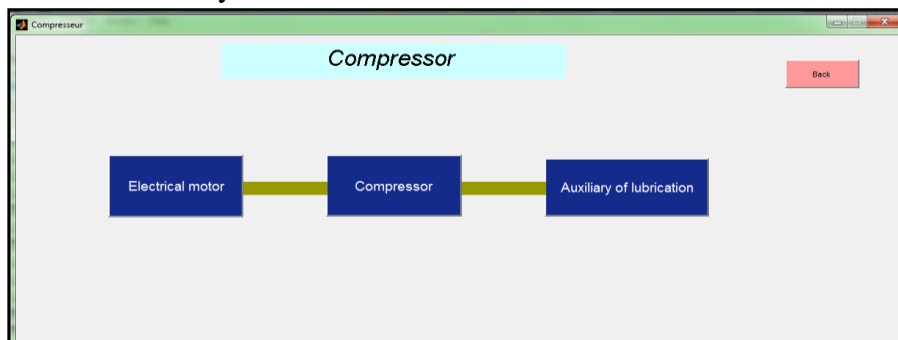 Compresseur
Compressor
Back
Electrical motor
Compressor
Auxiliary of lubrication